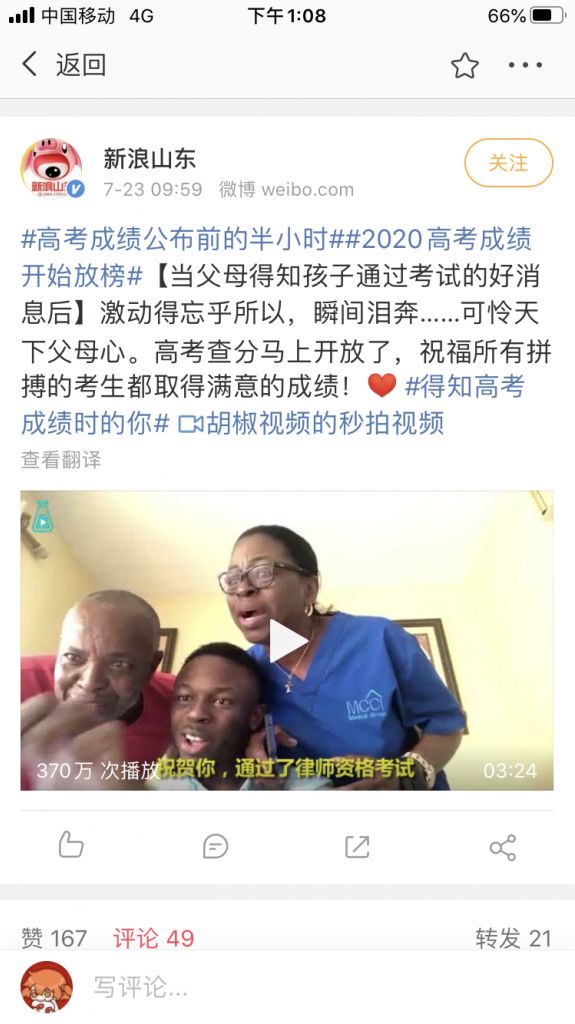 中国移动 4G 下午1:08 66%
返回
新浪山东 关注
7-23 09:59 微博 weibo.com
#高考成绩公布前的半小时##2020高考成绩
开始放榜#【当父母得知孩子通过考试的好消
息后】激动得忘乎所以，瞬间泪奔……可怜天
下父母心。高考查分马上开放了，祝福所有拼
搏的考生都取得满意的成绩！❤️ #得知高考
成绩时的你# 胡椒视频的秒拍视频
查看翻译
MCCI
Medical Group
370万 次播放 祝贺你，通过了律师资格考试 03:24
赞 167 评论 49 转发 21
写评论...